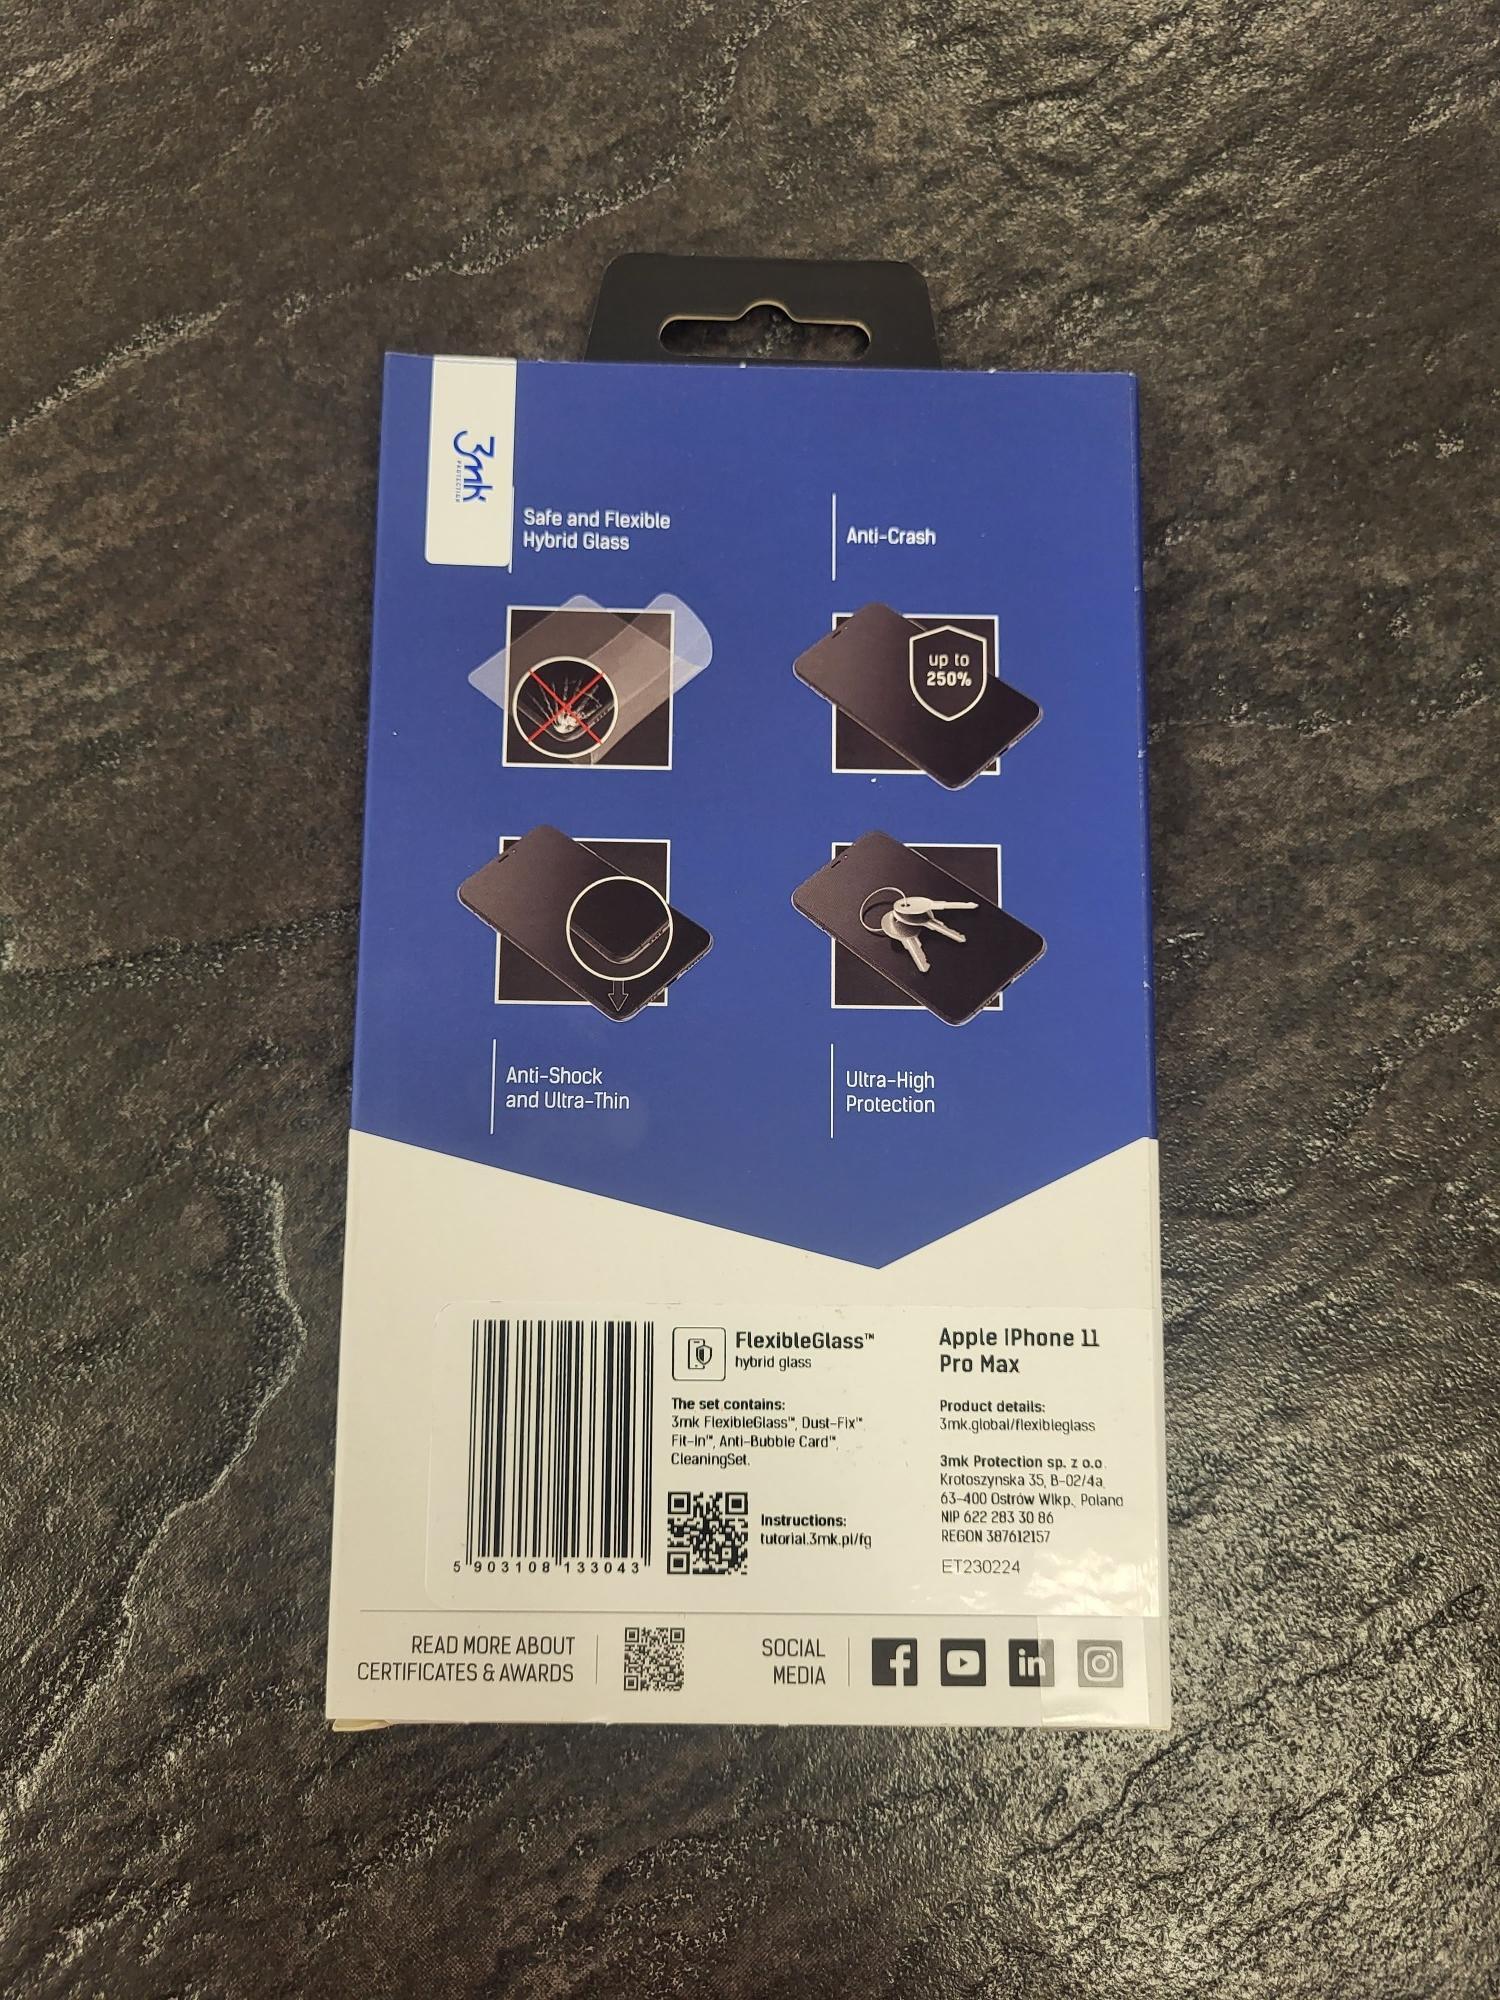 3mk
PROTECTION
Safe and Flexible
Hybrid Glass
Anti-Crash
up to
250%
Anti-Shock
and Ultra-Thin
Ultra-High
Protection
5 903108 133043
FlexibleGlass™
hybrid glass
The set contains:
3mk FlexibleGlass™, Dust-Fix™
Fit-In™, Anti-Bubble Card™,
CleaningSet.
Instructions:
tutorial.3mk.pl/fg
Apple iPhone 11
Pro Max
Product details:
3mk.global/flexibleglass
3mk Protection sp. z o.o.
Krotoszynska 35, B-02/4a
63-400 Ostrów Wlkp., Poland
NIP 622 283 30 86
REGON 387612157
ET230224
READ MORE ABOUT
CERTIFICATES & AWARDS
SOCIAL
MEDIA